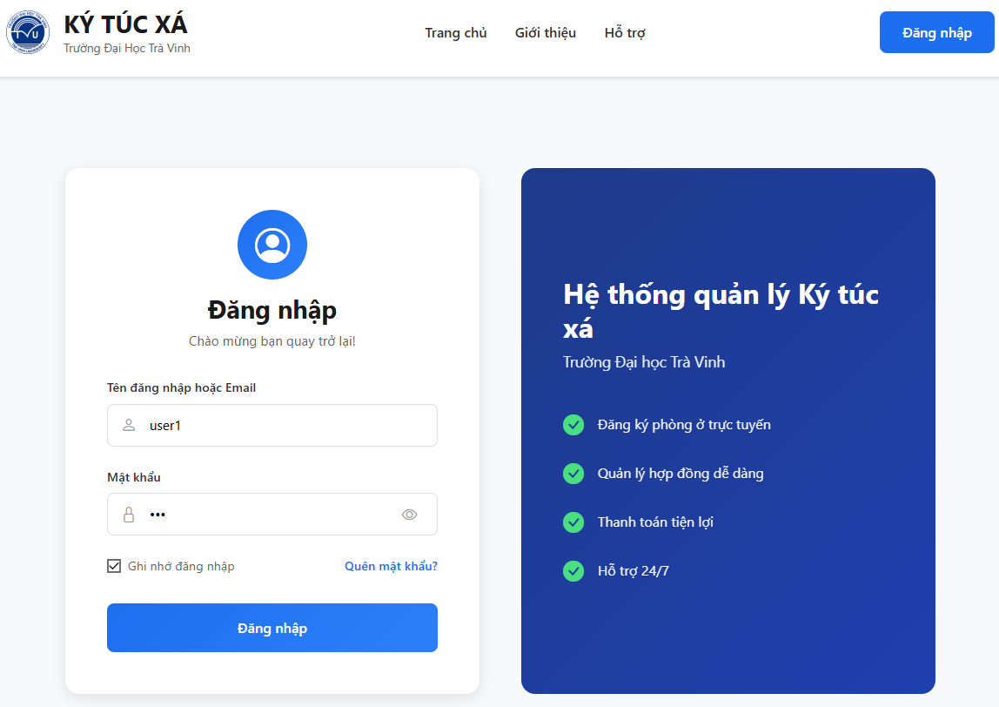 KÝ TÚC XÁ
Trường Đại Học Trà Vinh
Trang chủ
Giới thiệu
Hỗ trợ
Đăng nhập
Đăng nhập
Chào mừng bạn quay trở lại!
Tên đăng nhập hoặc Email
user1
Mật khẩu
•••
Ghi nhớ đăng nhập
Quên mật khẩu?
Đăng nhập
Hệ thống quản lý Ký túc
xá
Trường Đại học Trà Vinh
Đăng ký phòng ở trực tuyến
Quản lý hợp đồng dễ dàng
Thanh toán tiện lợi
Hỗ trợ 24/7